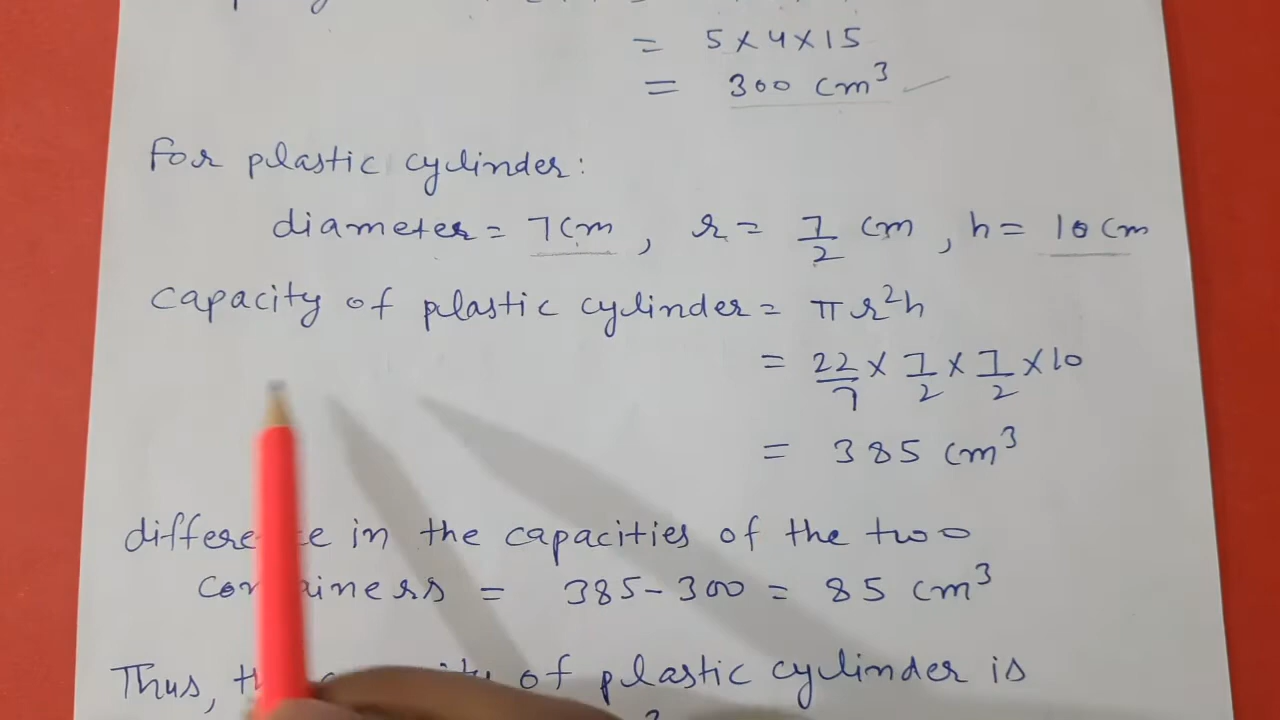 = 5 × 4 × 15
= 300 cm³
For plastic cylinder:
diameter = 7cm, r = 7/2 cm, h = 10 cm
capacity of plastic cylinder = πr²h
= 22/7 × 7/2 × 7/2 × 10
= 385 cm³
difference in the capacities of the two
containers = 385 - 300 = 85 cm³
Thus, of plastic cylinder is